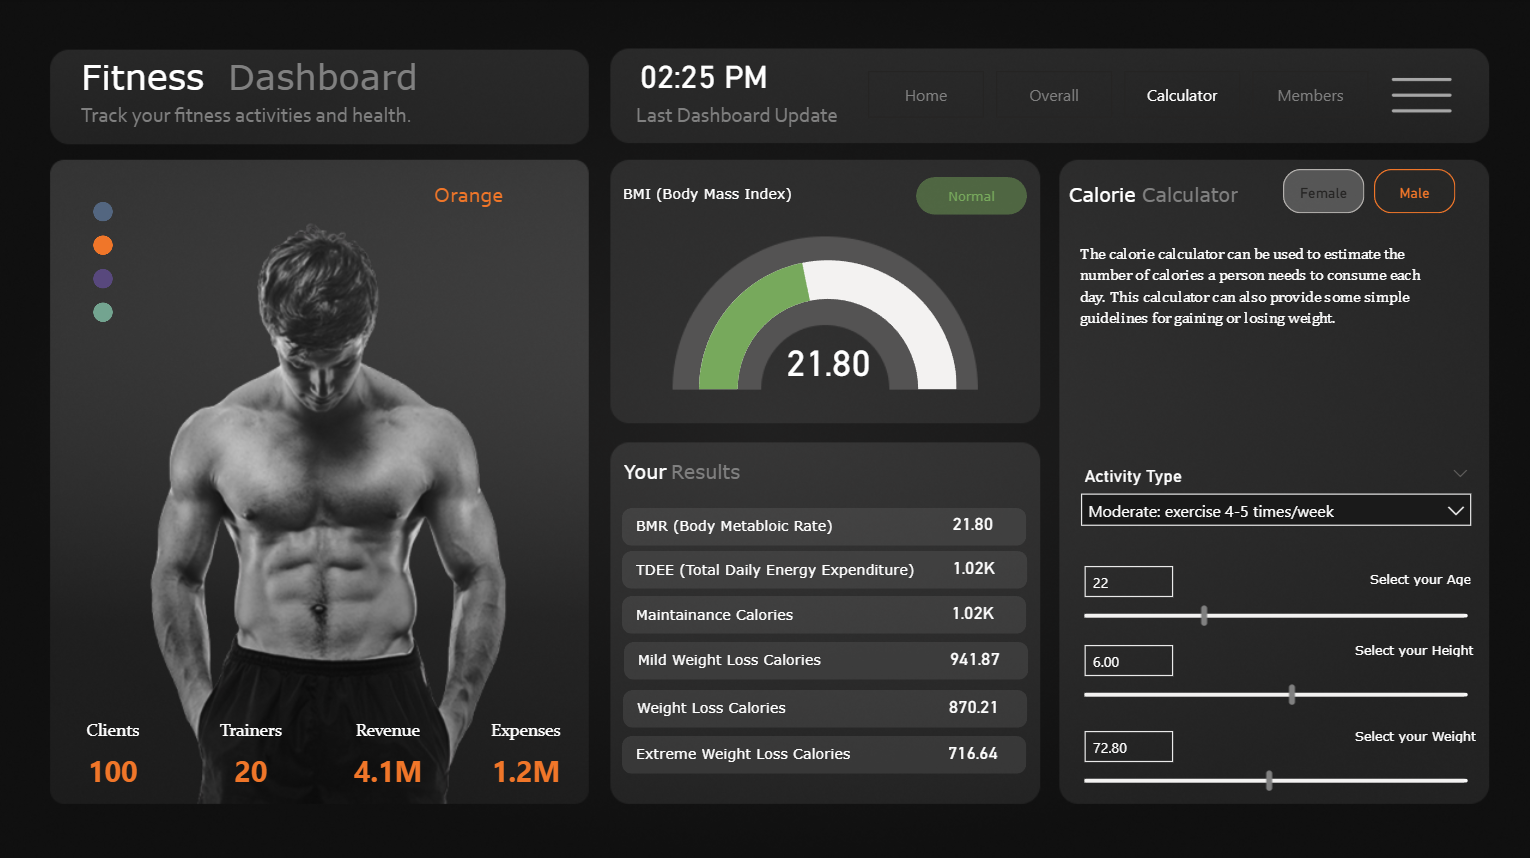 Fitness Dashboard
Track your fitness activities and health.
02:25 PM
Last Dashboard Update
Home
Overall
Calculator
Members
Orange
Clients
Trainers
Revenue
Expenses
100
20
4.1M
1.2M
BMI (Body Mass Index)
Normal
21.80
Your Results
BMR (Body Metabloic Rate) 21.80
TDEE (Total Daily Energy Expenditure) 1.02K
Maintainance Calories 1.02K
Mild Weight Loss Calories 941.87
Weight Loss Calories 870.21
Extreme Weight Loss Calories 716.64
Calorie Calculator
Female
Male
The calorie calculator can be used to estimate the
number of calories a person needs to consume each
day. This calculator can also provide some simple
guidelines for gaining or losing weight.
Activity Type
Moderate: exercise 4-5 times/week
22
Select your Age
6.00
Select your Height
72.80
Select your Weight